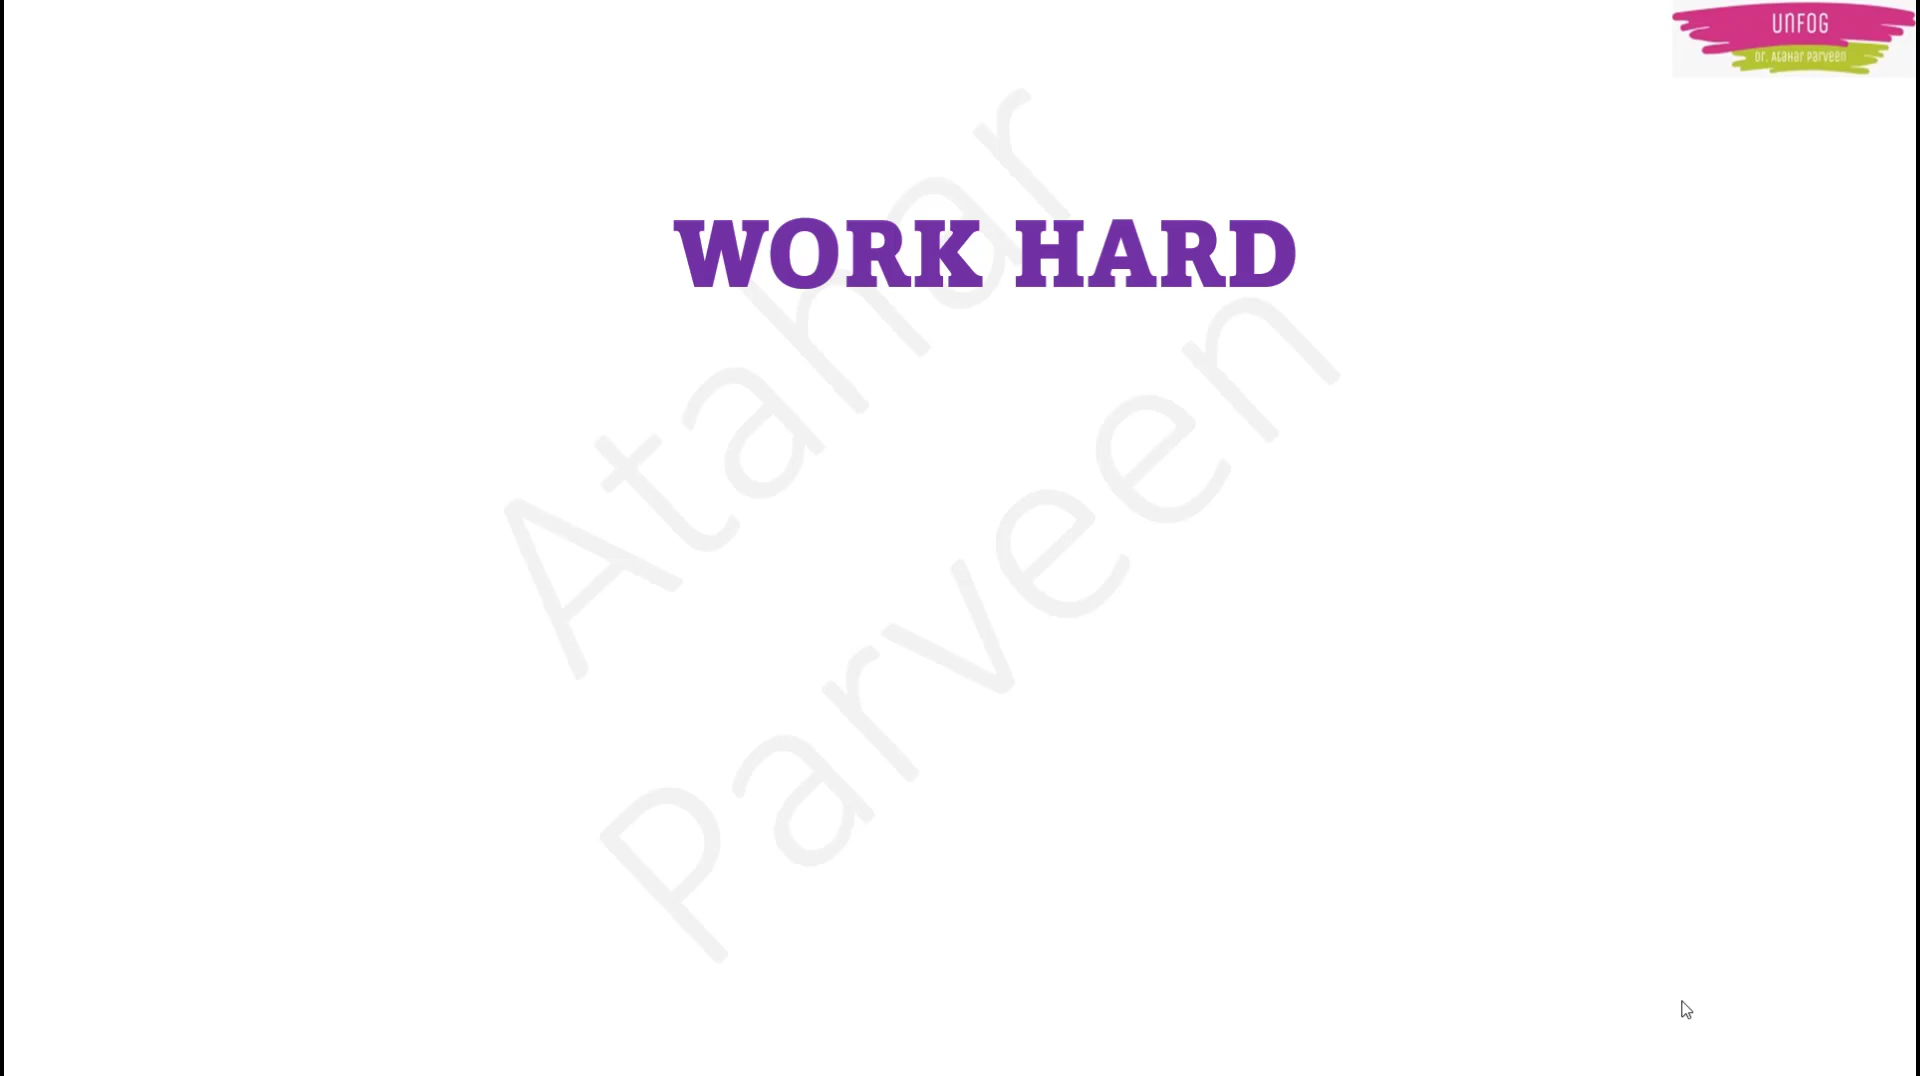 UNFOG
Dr. Atahar Parveen
WORK HARD
Atahar
Parveen